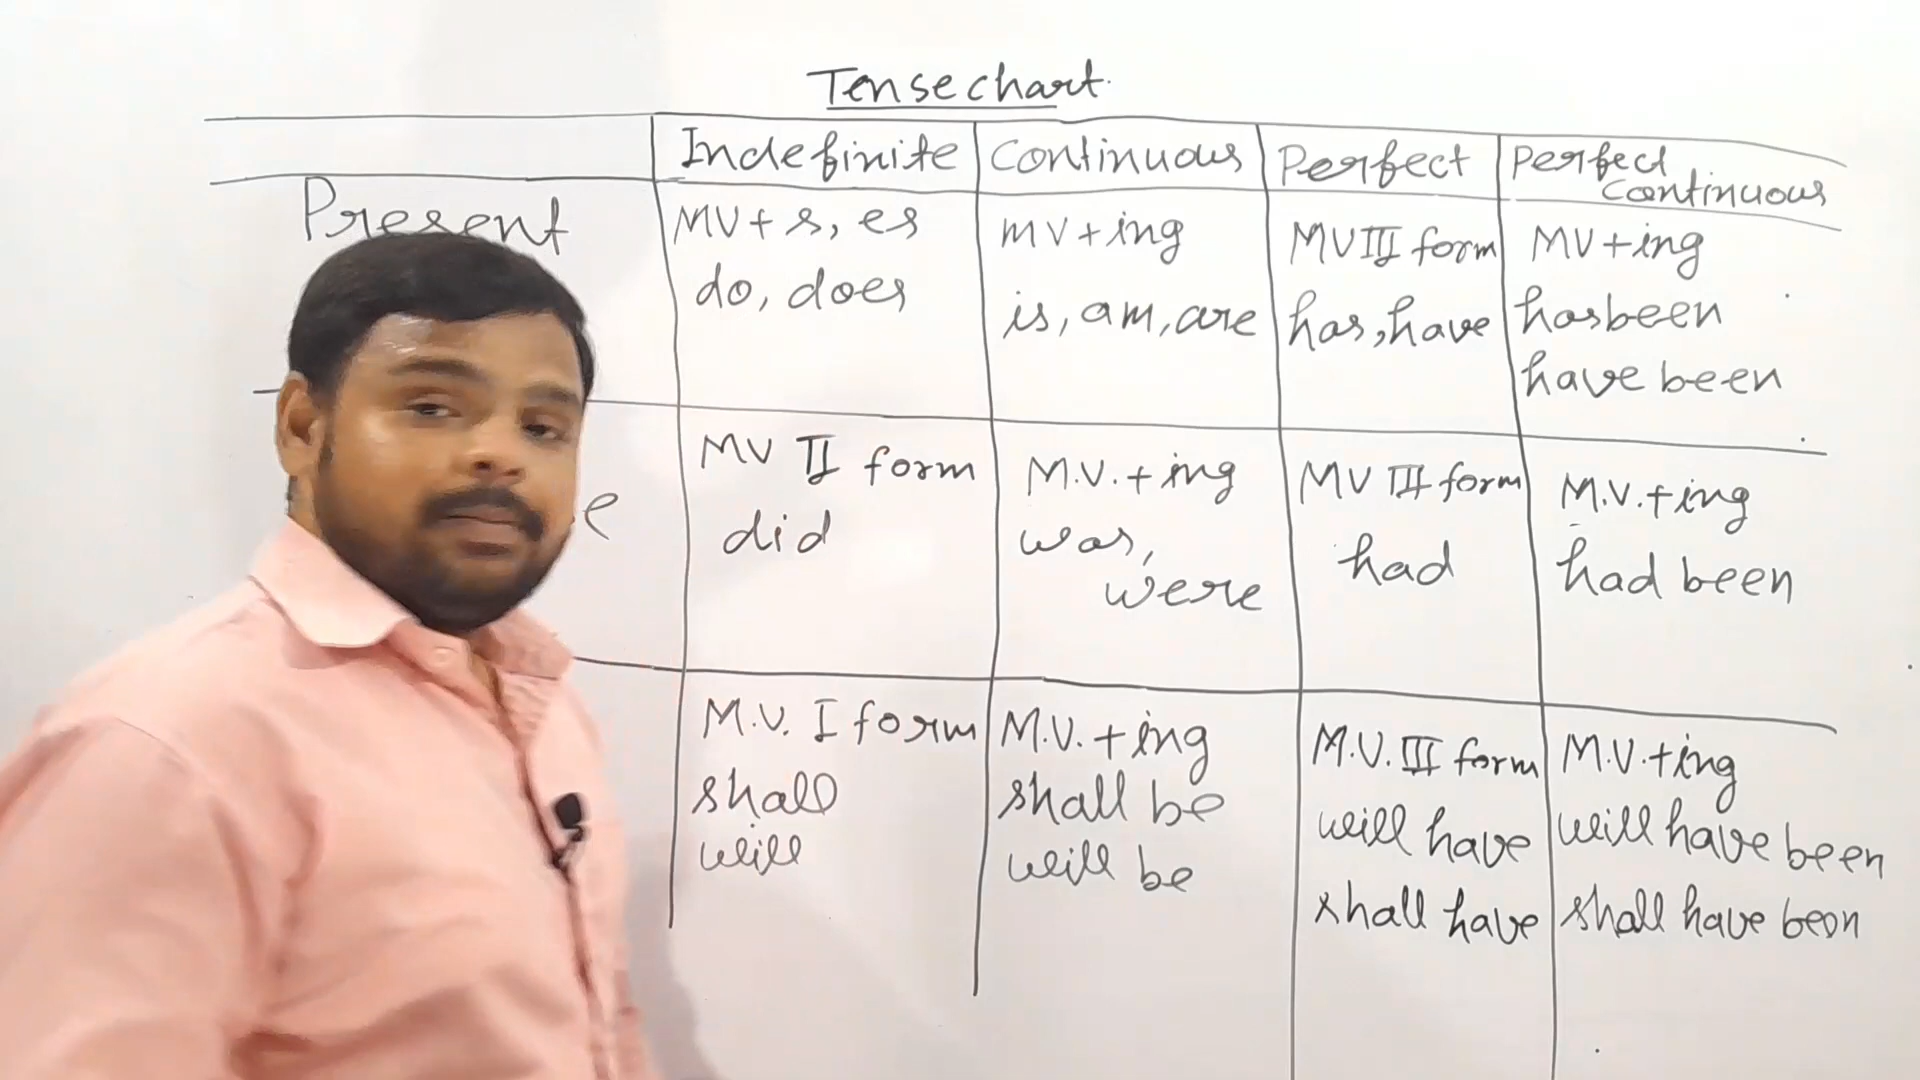 Tense chart
Indefinite Continuous Perfect Perfect Continuous
Present
MV + s, es
do, does
MV + ing
is, am, are
MV III form
has, have
MV + ing
has been
have been
MV II form
did
M.V. + ing
was,
were
MV III form
had
M.V. + ing
had been
M.V. I form
shall
will
M.V. + ing
shall be
will be
M.V. III form
will have
shall have
M.V. + ing
will have been
shall have been